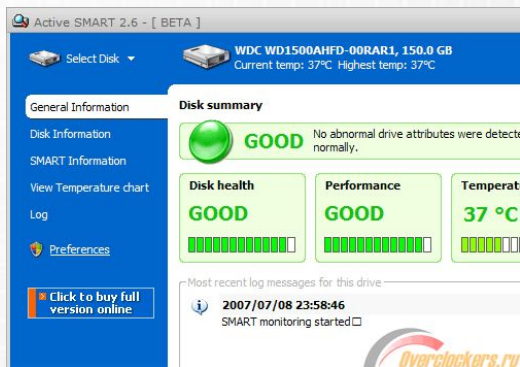 Active SMART 2.6 - [ BETA ]
Select Disk
WDC WD1500AHFD-00RAR1, 150.0 GB
Current temp: 37ºC Highest temp: 37ºC
General Information
Disk Information
SMART Information
View Temperature chart
Log
Preferences
Click to buy full
version online
Disk summary
GOOD
No abnormal drive attributes were detecte
normally.
Disk health
GOOD
Performance
GOOD
Temperat
37 °C
Most recent log messages for this drive
2007/07/08 23:58:46
SMART monitoring started□
Overclockers.ru